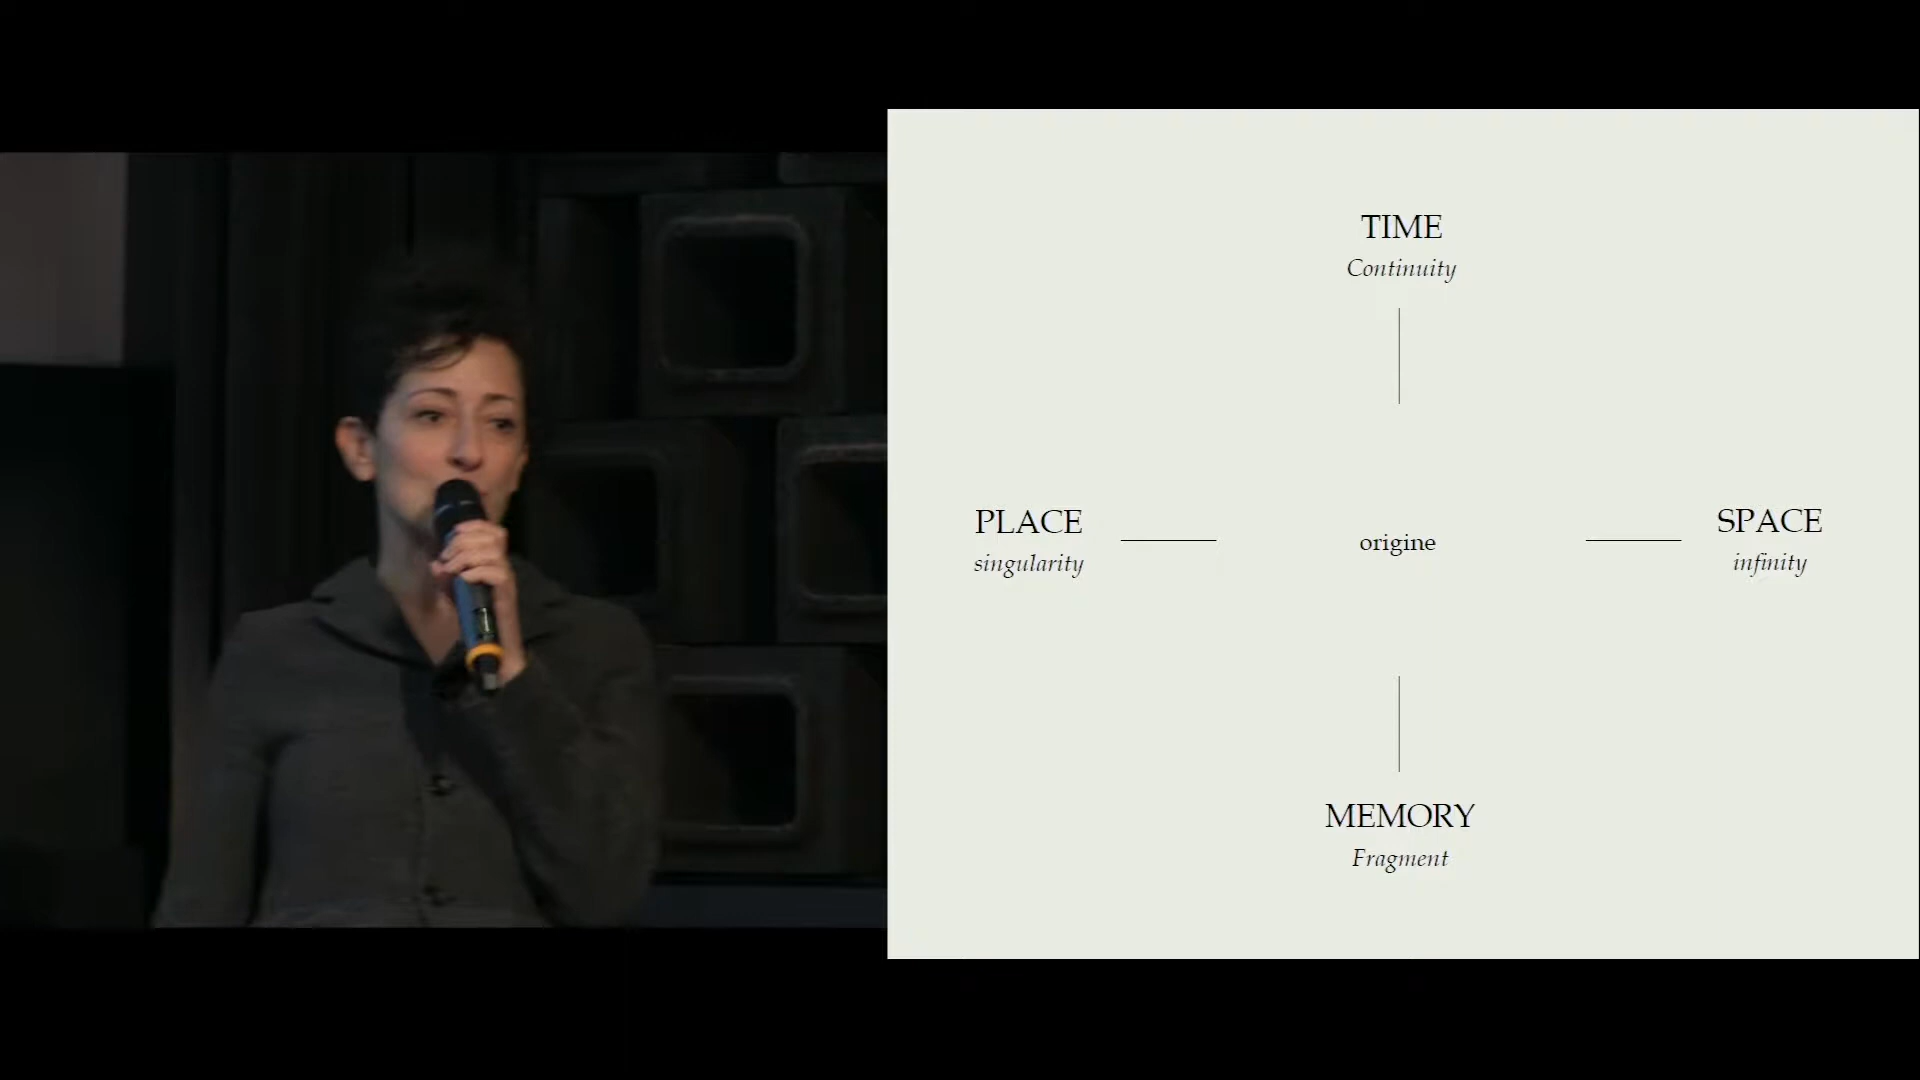 TIME
Continuity
PLACE
singularity
origine
SPACE
infinity
MEMORY
Fragment